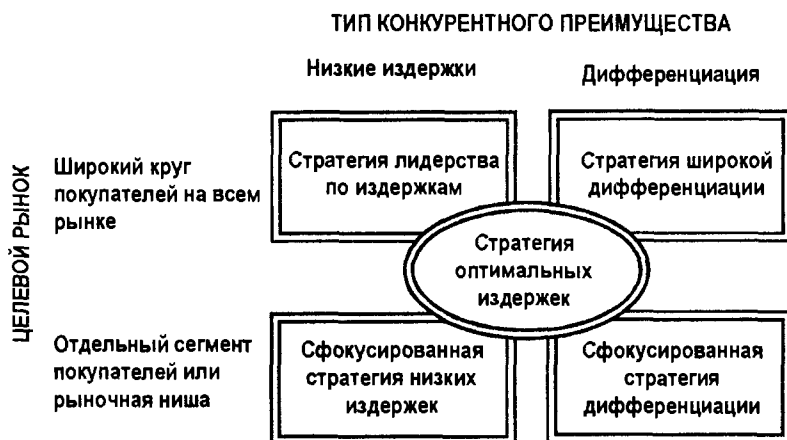 ТИП КОНКУРЕНТНОГО ПРЕИМУЩЕСТВА
Низкие издержки
Дифференциация
ЦЕЛЕВОЙ РЫНОК
Широкий круг
покупателей на всем
рынке
Стратегия лидерства
по издержкам
Стратегия широкой
дифференциации
Стратегия
оптимальных
издержек
Отдельный сегмент
покупателей или
рыночная ниша
Сфокусированная
стратегия низких
издержек
Сфокусированная
стратегия
дифференциации